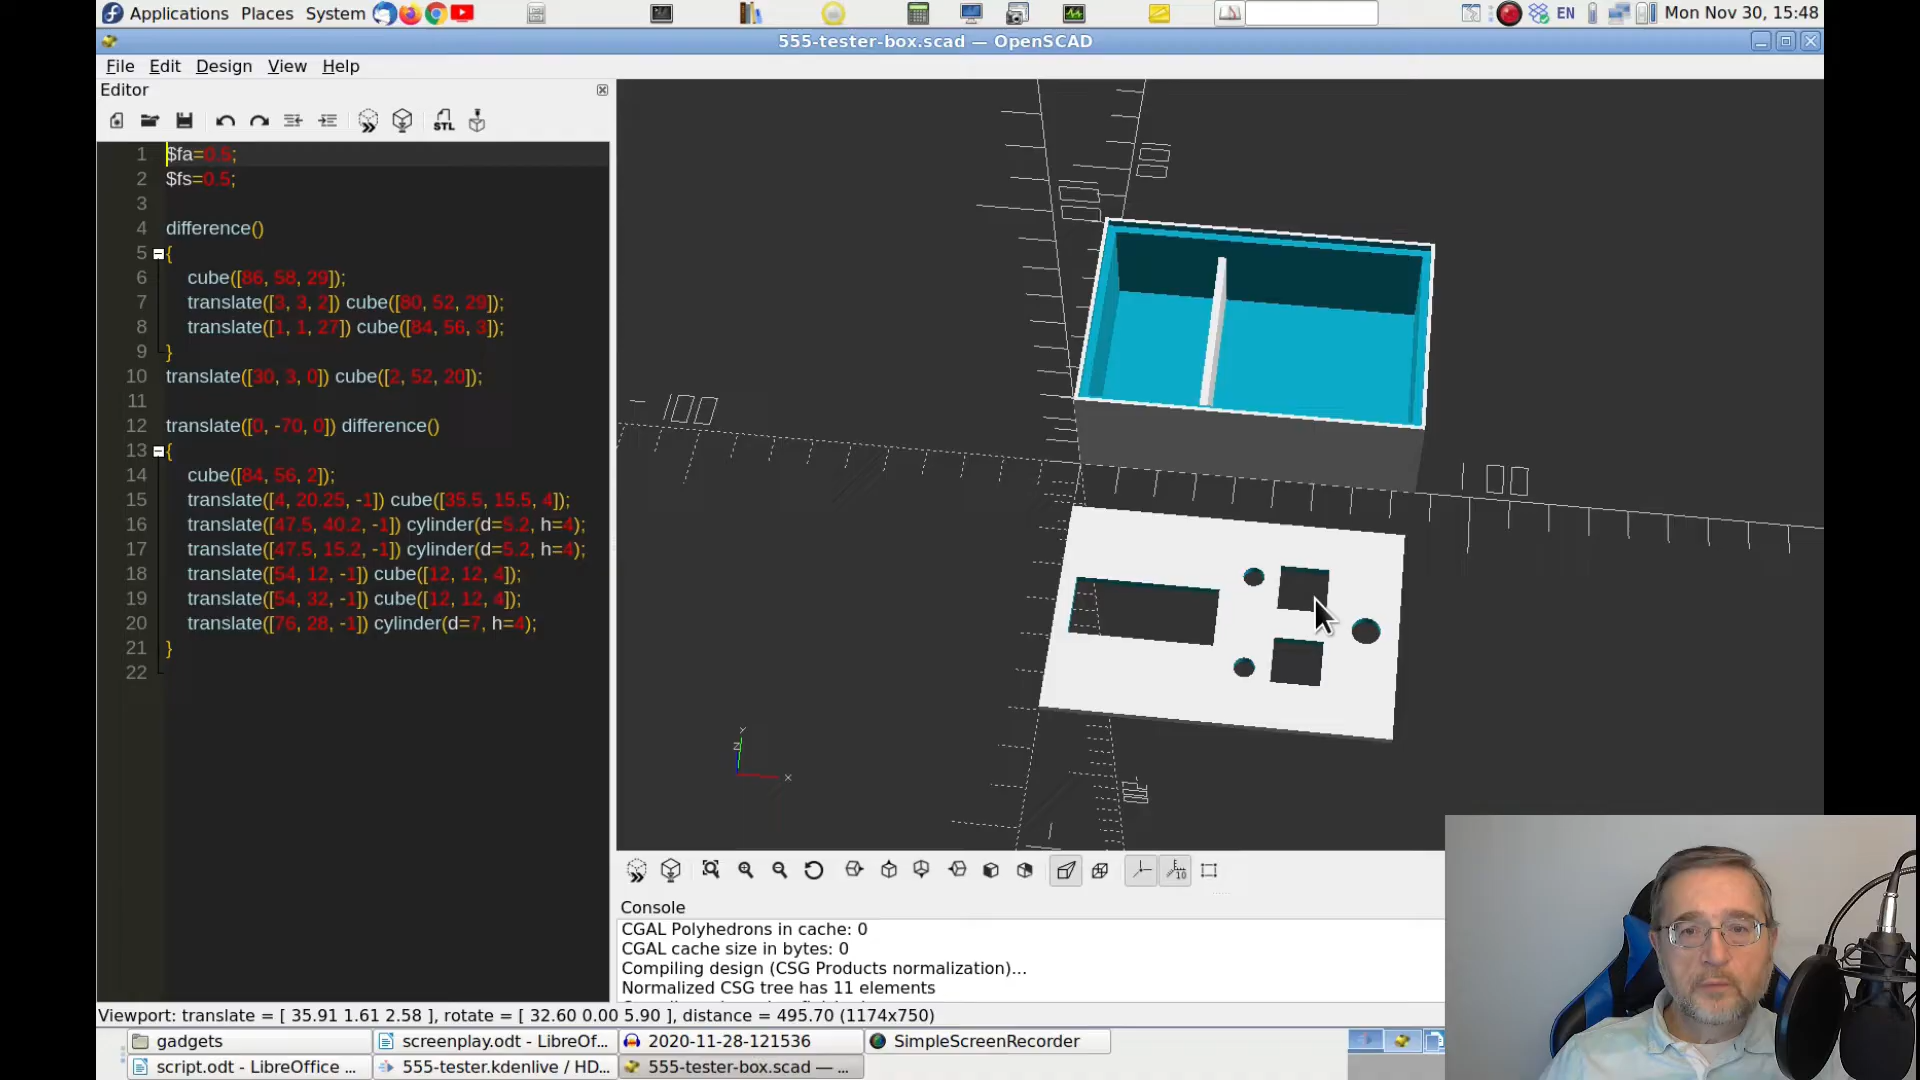 Applications Places System
EN
Mon Nov 30, 15:48
555-tester-box.scad — OpenSCAD
File Edit Design View Help
Editor
STL
1 $fa=0.5;
2 $fs=0.5;
3
4 difference()
5 {
6 cube([86, 58, 29]);
7 translate([3, 3, 2]) cube([80, 52, 29]);
8 translate([1, 1, 27]) cube([84, 56, 3]);
9 }
10 translate([30, 3, 0]) cube([2, 52, 20]);
11
12 translate([0, -70, 0]) difference()
13 {
14 cube([84, 56, 2]);
15 translate([4, 20.25, -1]) cube([35.5, 15.5, 4]);
16 translate([47.5, 40.2, -1]) cylinder(d=5.2, h=4);
17 translate([47.5, 15.2, -1]) cylinder(d=5.2, h=4);
18 translate([54, 12, -1]) cube([12, 12, 4]);
19 translate([54, 32, -1]) cube([12, 12, 4]);
20 translate([76, 28, -1]) cylinder(d=7, h=4);
21 }
22
Y
Z
X
10
Console
CGAL Polyhedrons in cache: 0
CGAL cache size in bytes: 0
Compiling design (CSG Products normalization)...
Normalized CSG tree has 11 elements
Viewport: translate = [ 35.91 1.61 2.58 ], rotate = [ 32.60 0.00 5.90 ], distance = 495.70 (1174x750)
gadgets
screenplay.odt - LibreOf...
2020-11-28-121536
SimpleScreenRecorder
script.odt - LibreOffice ...
555-tester.kdenlive / HD...
555-tester-box.scad — ...